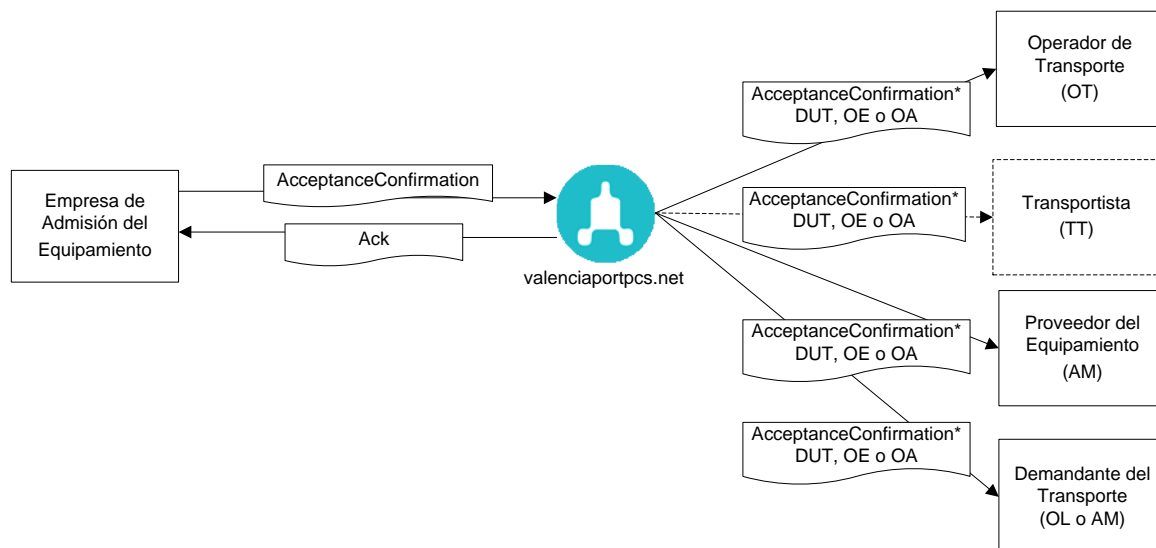 Empresa de
Admisión del
Equipamiento
AcceptanceConfirmation
Ack
valenciaportpcs.net
AcceptanceConfirmation*
DUT, OE o OA
Operador de
Transporte
(OT)
AcceptanceConfirmation*
DUT, OE o OA
Transportista
(TT)
AcceptanceConfirmation*
DUT, OE o OA
Proveedor del
Equipamiento
(AM)
AcceptanceConfirmation*
DUT, OE o OA
Demandante del
Transporte
(OL o AM)